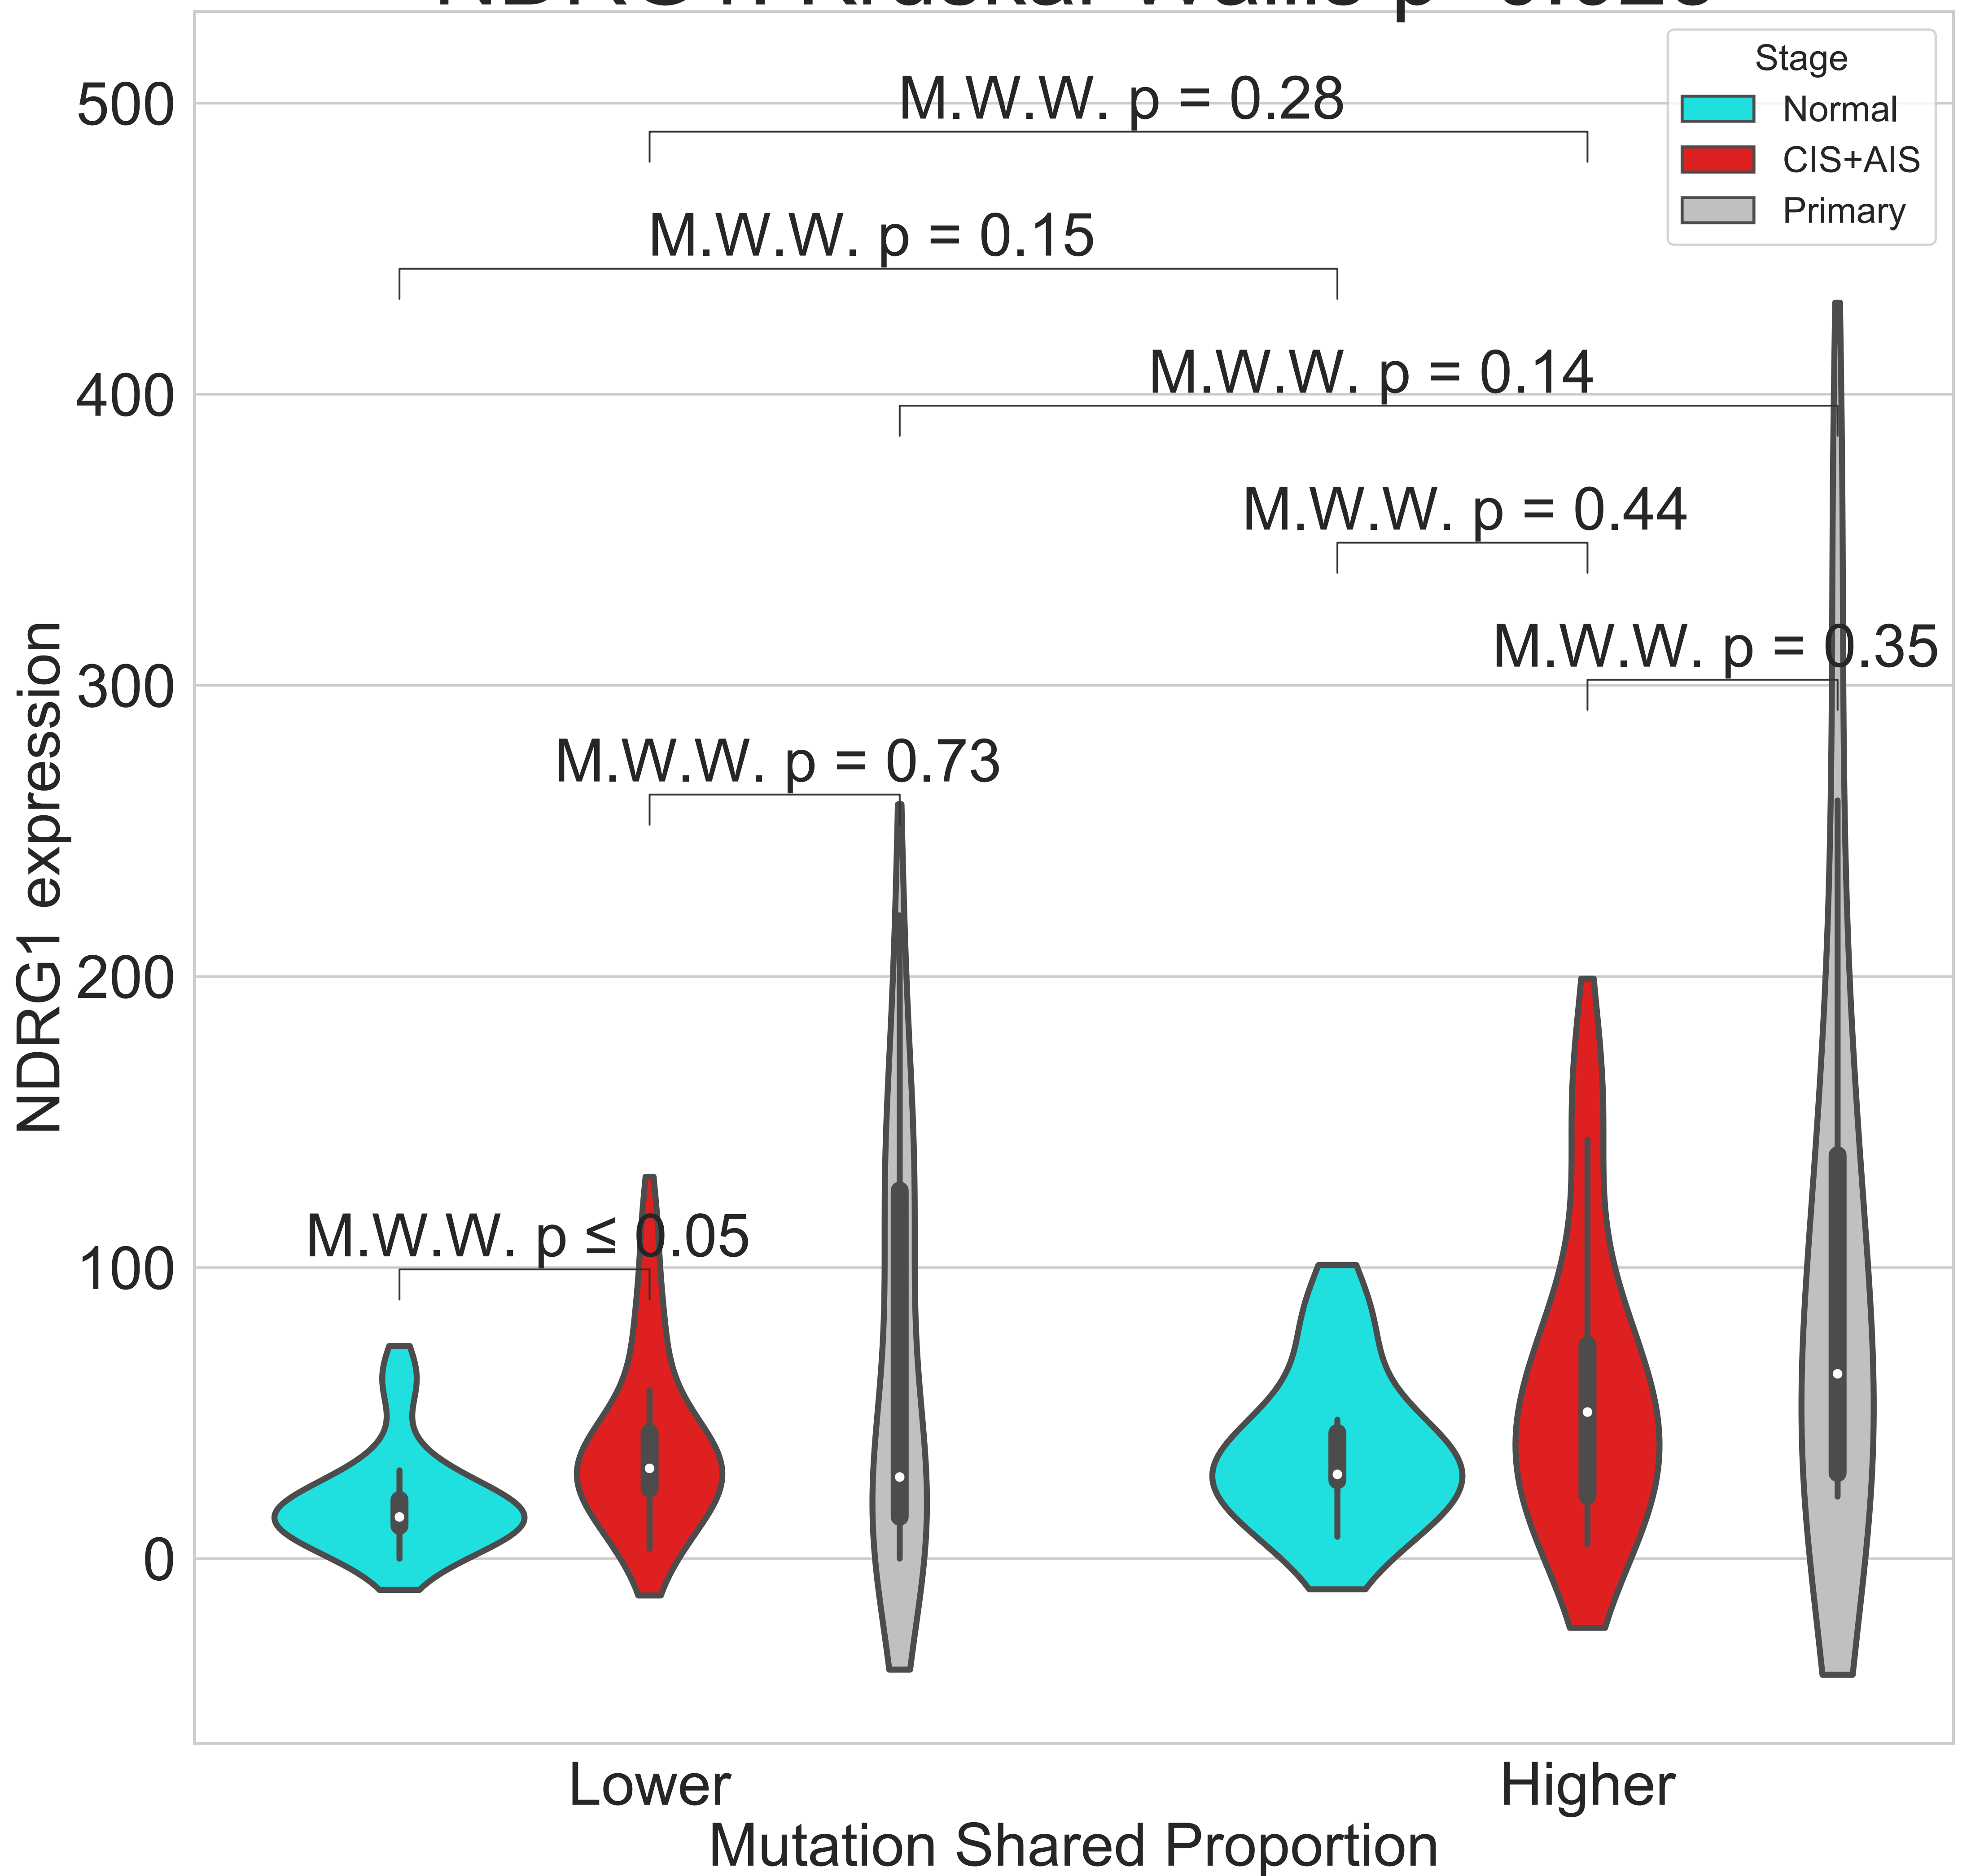 Stage
Normal
CIS+AIS
Primary
M.W.W. p = 0.28
M.W.W. p = 0.15
M.W.W. p = 0.14
M.W.W. p = 0.44
M.W.W. p = 0.35
M.W.W. p = 0.73
M.W.W. p ≤ 0.05
500
400
300
200
100
0
NDRG1 expression
Lower
Higher
Mutation Shared Proportion